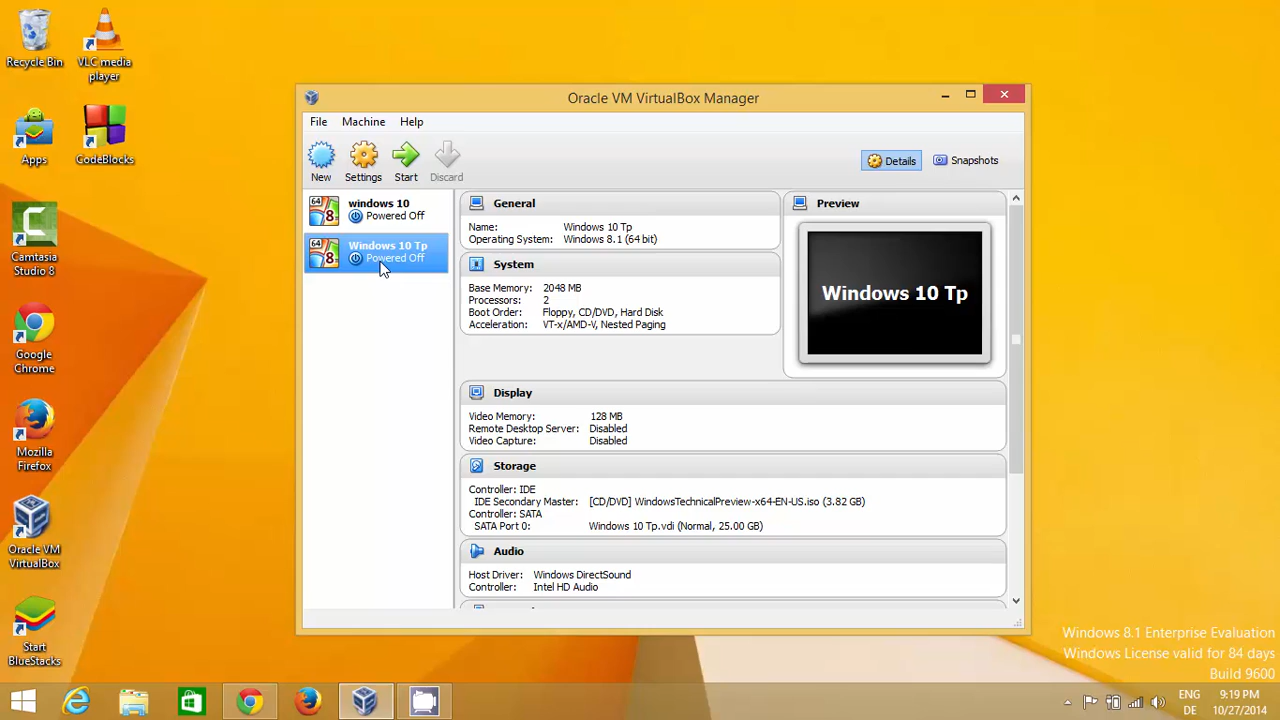 Recycle Bin
VLC media
player
Apps
CodeBlocks
Camtasia
Studio 8
Google
Chrome
Mozilla
Firefox
Oracle VM
VirtualBox
Start
BlueStacks
Oracle VM VirtualBox Manager
File Machine Help
New Settings Start Discard
Details Snapshots
64 8 windows 10
Powered Off
64 8 Windows 10 Tp
Powered Off
General
Name: Windows 10 Tp
Operating System: Windows 8.1 (64 bit)
System
Base Memory: 2048 MB
Processors: 2
Boot Order: Floppy, CD/DVD, Hard Disk
Acceleration: VT-x/AMD-V, Nested Paging
Preview
Windows 10 Tp
Display
Video Memory: 128 MB
Remote Desktop Server: Disabled
Video Capture: Disabled
Storage
Controller: IDE
IDE Secondary Master: [CD/DVD] WindowsTechnicalPreview-x64-EN-US.iso (3.82 GB)
Controller: SATA
SATA Port 0: Windows 10 Tp.vdi (Normal, 25.00 GB)
Audio
Host Driver: Windows DirectSound
Controller: Intel HD Audio
Windows 8.1 Enterprise Evaluation
Windows License valid for 84 days
Build 9600
ENG 9:19 PM
DE 10/27/2014